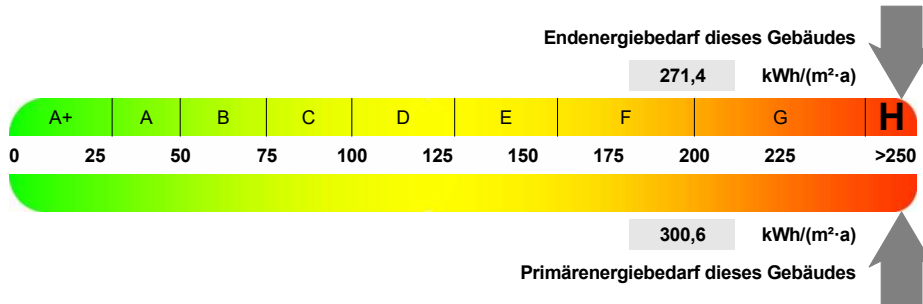 Endenergiebedarf dieses Gebäudes
271,4 kWh/(m²·a)
A+ A B C D E F G H
0 25 50 75 100 125 150 175 200 225 >250
300,6 kWh/(m²·a)
Primärenergiebedarf dieses Gebäudes